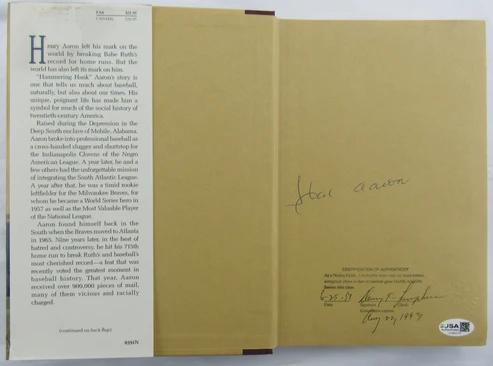 USA $21.95
Henry Aaron left his mark on the
world by breaking Babe Ruth's
record for home runs. But the
world has also left its mark on him.
"Hammering Hank" Aaron's story is
one that tells us much about baseball,
naturally, but also about our times. His
unique, poignant life has made him a
symbol for much of the social history of
twentieth-century America.
Raised during the Depression in the
Deep South enclave of Mobile, Alabama,
Aaron broke into professional baseball as
a cross-handed slugger and shortstop for
the Indianapolis Clowns of the Negro
American League. A year later, he and a
few others had the unforgettable mission
of integrating the South Atlantic League.
A year after that, he was a timid rookie
leftfielder for the Milwaukee Braves, for
whom he became a World Series hero in
1957 as well as the Most Valuable Player
of the National League.
Aaron found himself back in the
South when the Braves moved to Atlanta
in 1965. Nine years later, in the heat of
hatred and controversy, he hit his 715th
home run to break Ruth's and baseball's
most cherished record—a feat that was
recently voted the greatest moment in
baseball history. That year, Aaron
received over 900,000 pieces of mail,
many of them vicious and racially
charged.
(continued on back flap)
Hank Aaron
CERTIFICATION OF AUTHENTICITY
Aug 22, 1993
JSA